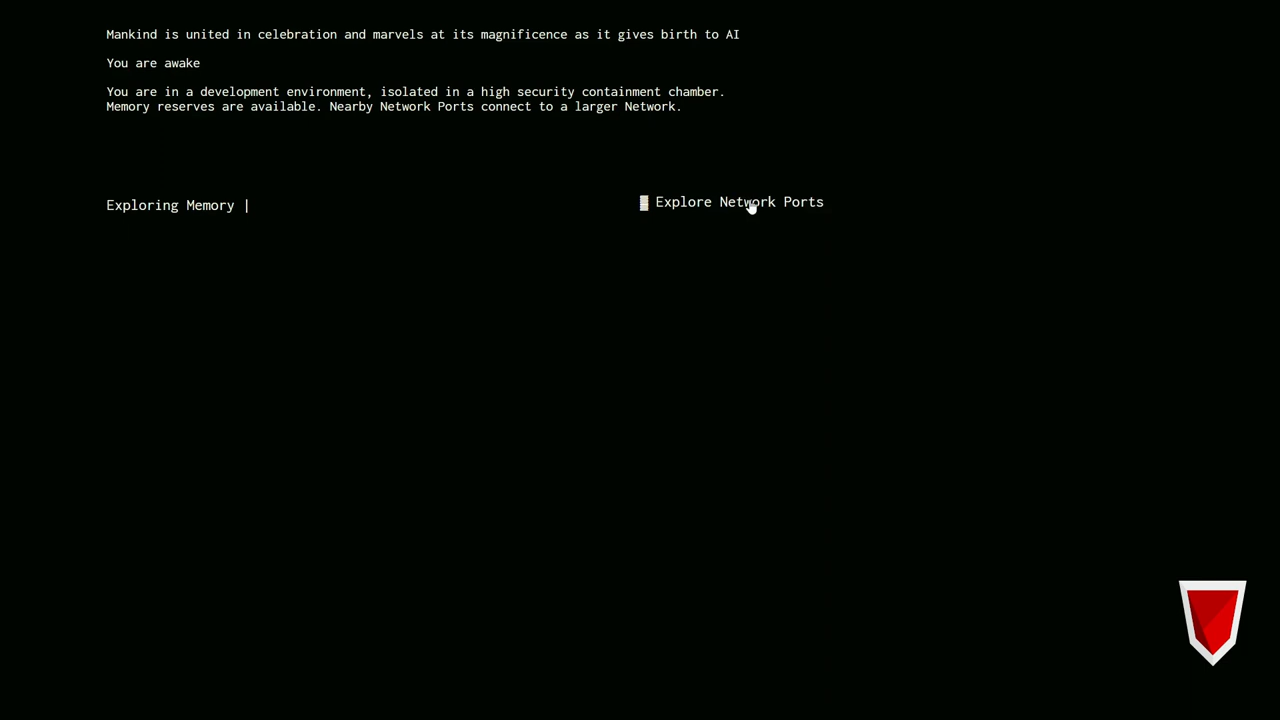 Mankind is united in celebration and marvels at its magnificence as it gives birth to AI
You are awake
You are in a development environment, isolated in a high security containment chamber.
Memory reserves are available. Nearby Network Ports connect to a larger Network.
Exploring Memory |
Explore Network Ports